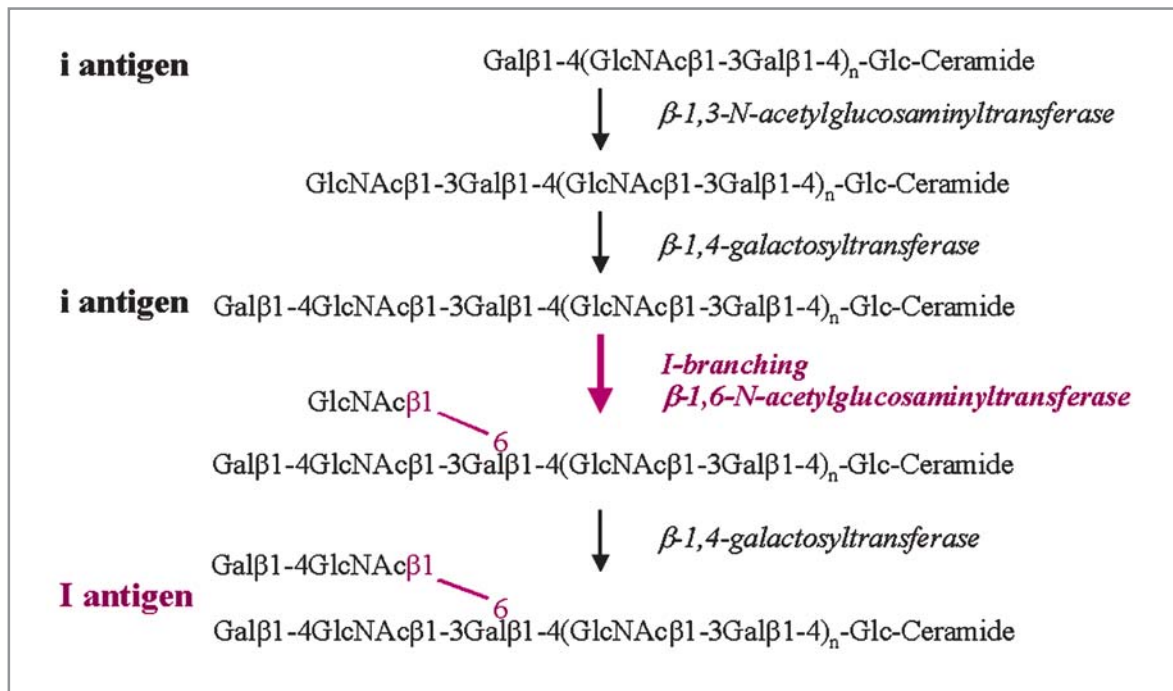 i antigen Galβ1-4(GlcNAcβ1-3Galβ1-4)n-Glc-Ceramide
β-1,3-N-acetylglucosaminyltransferase
GlcNAcβ1-3Galβ1-4(GlcNAcβ1-3Galβ1-4)n-Glc-Ceramide
β-1,4-galactosyltransferase
i antigen Galβ1-4GlcNAcβ1-3Galβ1-4(GlcNAcβ1-3Galβ1-4)n-Glc-Ceramide
I-branching
β-1,6-N-acetylglucosaminyltransferase
GlcNAcβ1
6
Galβ1-4GlcNAcβ1-3Galβ1-4(GlcNAcβ1-3Galβ1-4)n-Glc-Ceramide
β-1,4-galactosyltransferase
Galβ1-4GlcNAcβ1
I antigen
6
Galβ1-4GlcNAcβ1-3Galβ1-4(GlcNAcβ1-3Galβ1-4)n-Glc-Ceramide